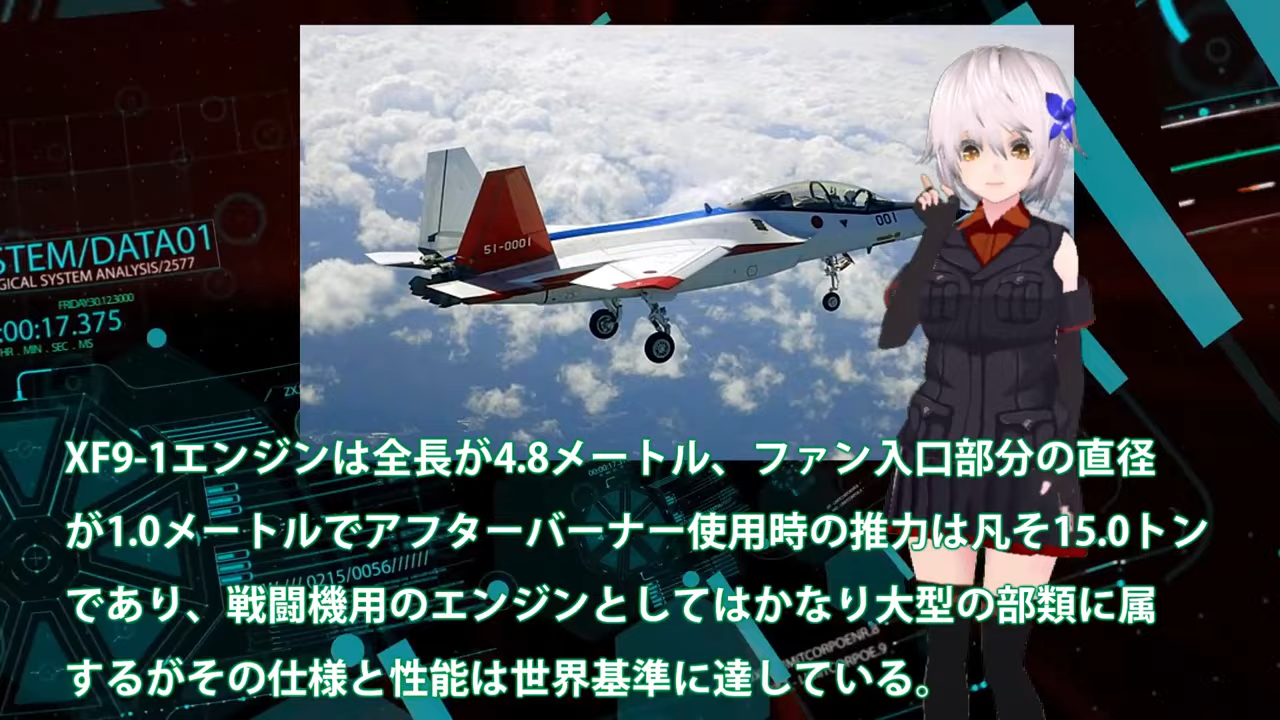 001
51-0001
STEM/DATA01
GICAL SYSTEM ANALYSIS/2577
FRIDAY.30.12.3000
:00:17.375
HR . MIN . SEC . MS
XF9-1エンジンは全長が4.8メートル、ファン入口部分の直径
が1.0メートルでアフターバーナー使用時の推力は凡そ15.0トン
であり、戦闘機用のエンジンとしてはかなり大型の部類に属
するがその仕様と性能は世界基準に達している。
0215/0056//////